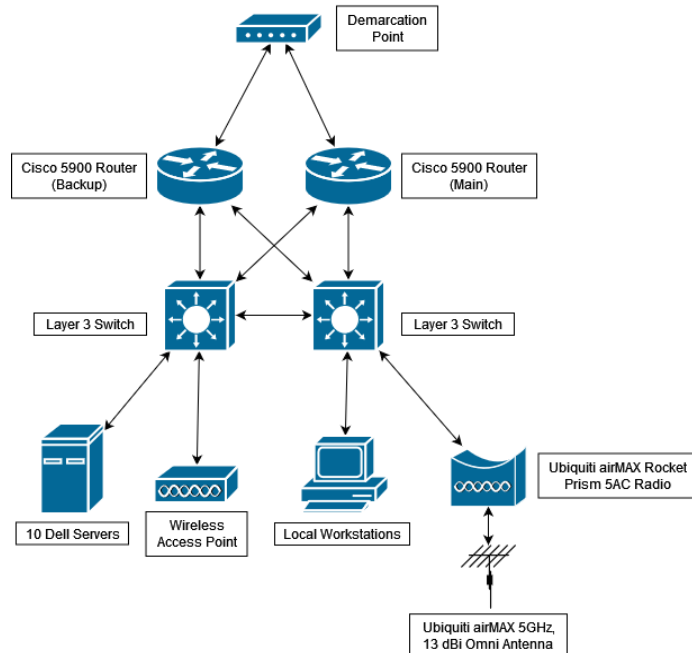 Demarcation
Point
Cisco 5900 Router
(Backup)
Cisco 5900 Router
(Main)
Layer 3 Switch
Layer 3 Switch
10 Dell Servers
Wireless
Access Point
Local Workstations
Ubiquiti airMAX Rocket
Prism 5AC Radio
Ubiquiti airMAX 5GHz,
13 dBi Omni Antenna